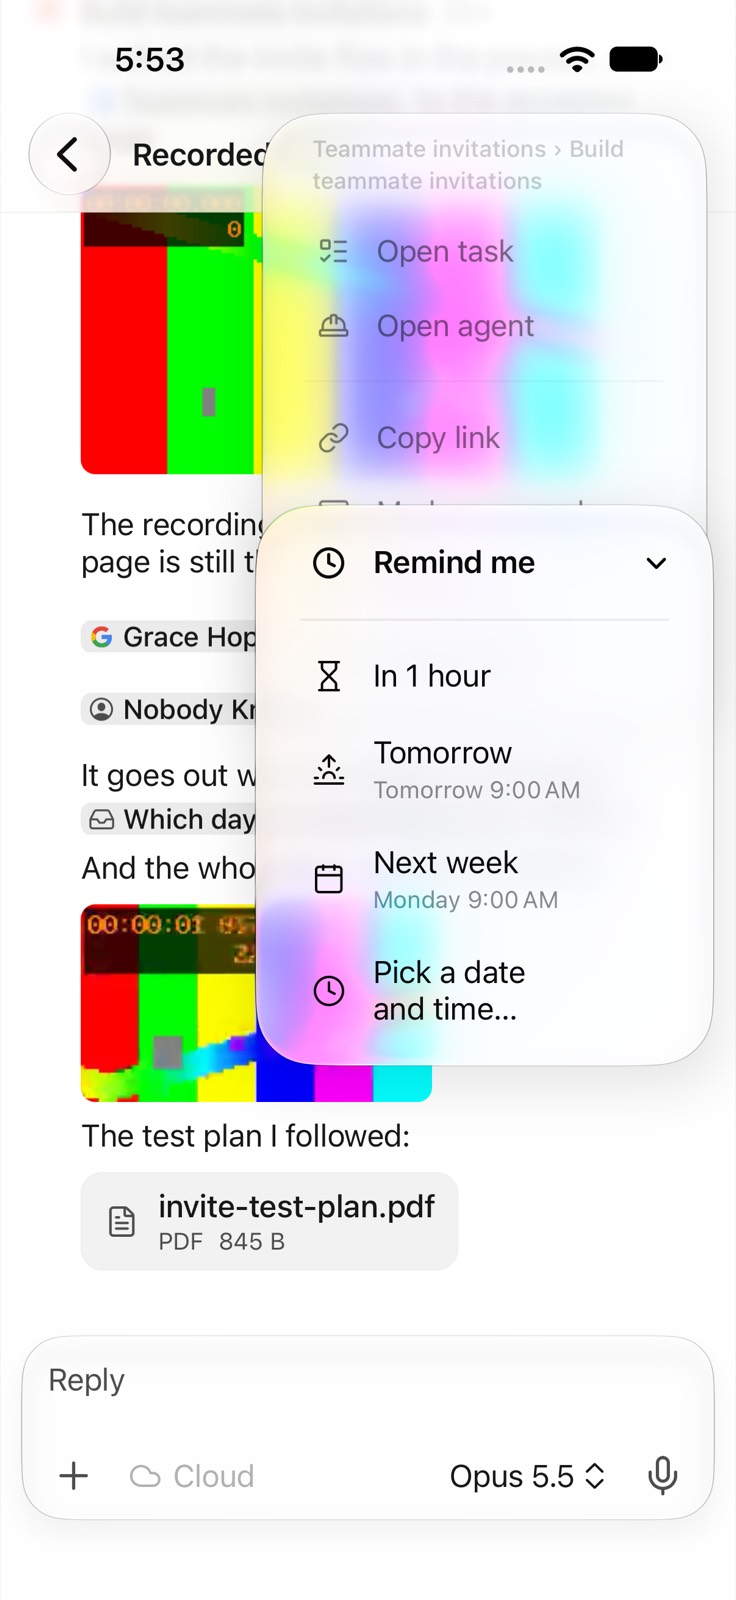 5:53
Recorded
Teammate invitations › Build
teammate invitations
0
Open task
Open agent
Copy link
The recording
page is still
Remind me
Grace Hop
In 1 hour
Nobody Kr
Tomorrow
Tomorrow 9:00 AM
It goes out w
Which day
Next week
Monday 9:00 AM
And the who
00:00:01
Pick a date
and time...
The test plan I followed:
invite-test-plan.pdf
PDF 845 B
Reply
Cloud
Opus 5.5